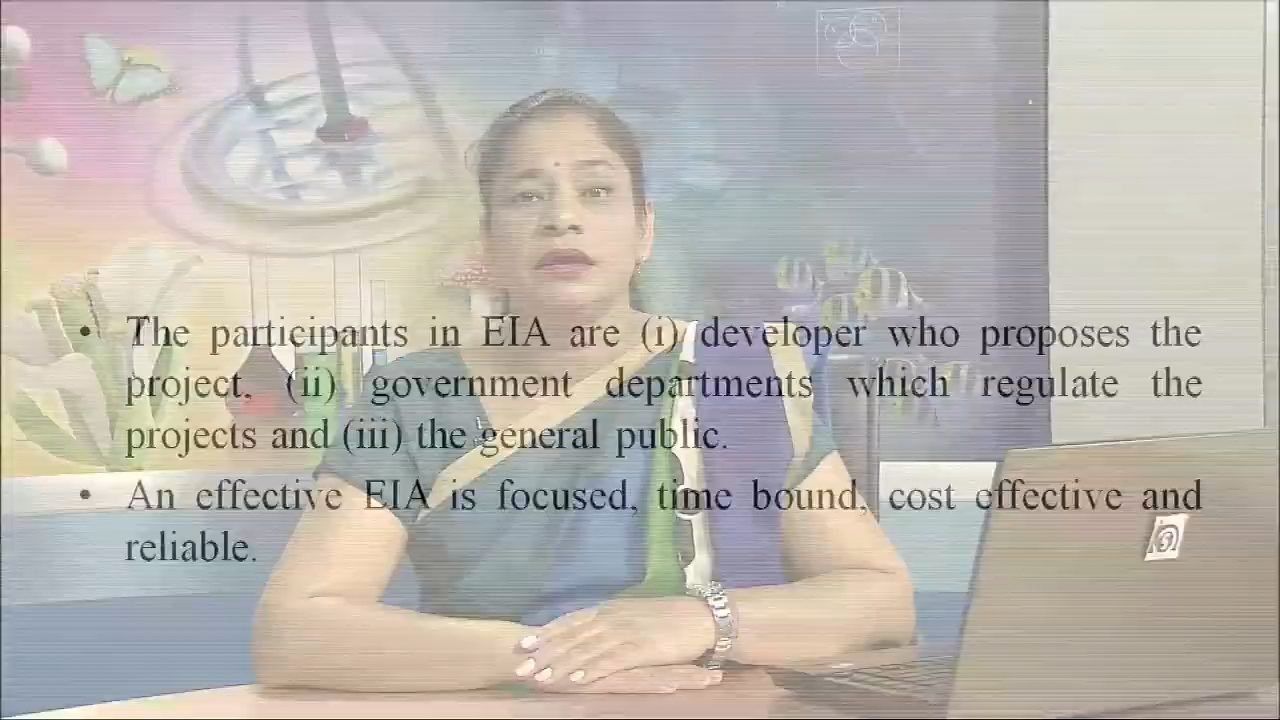 • The participants in EIA are (i) developer who proposes the
project, (ii) government departments which regulate the
projects and (iii) the general public.
• An effective EIA is focused, time bound, cost effective and
reliable.